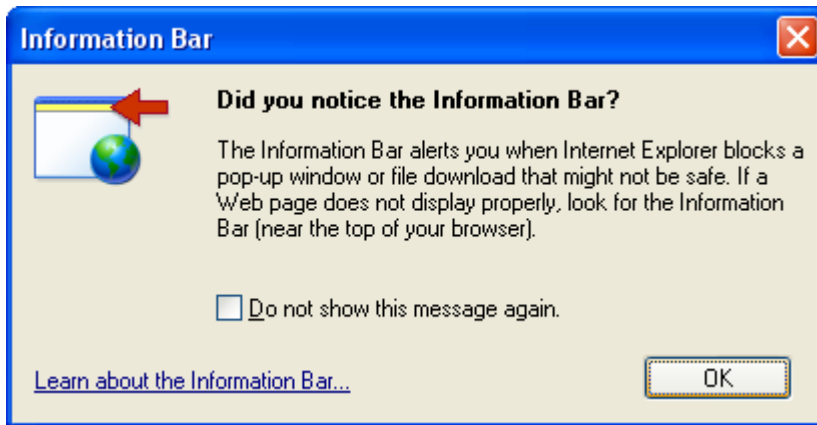 Information Bar
Did you notice the Information Bar?
The Information Bar alerts you when Internet Explorer blocks a
pop-up window or file download that might not be safe. If a
Web page does not display properly, look for the Information
Bar (near the top of your browser).
Do not show this message again.
Learn about the Information Bar...
OK